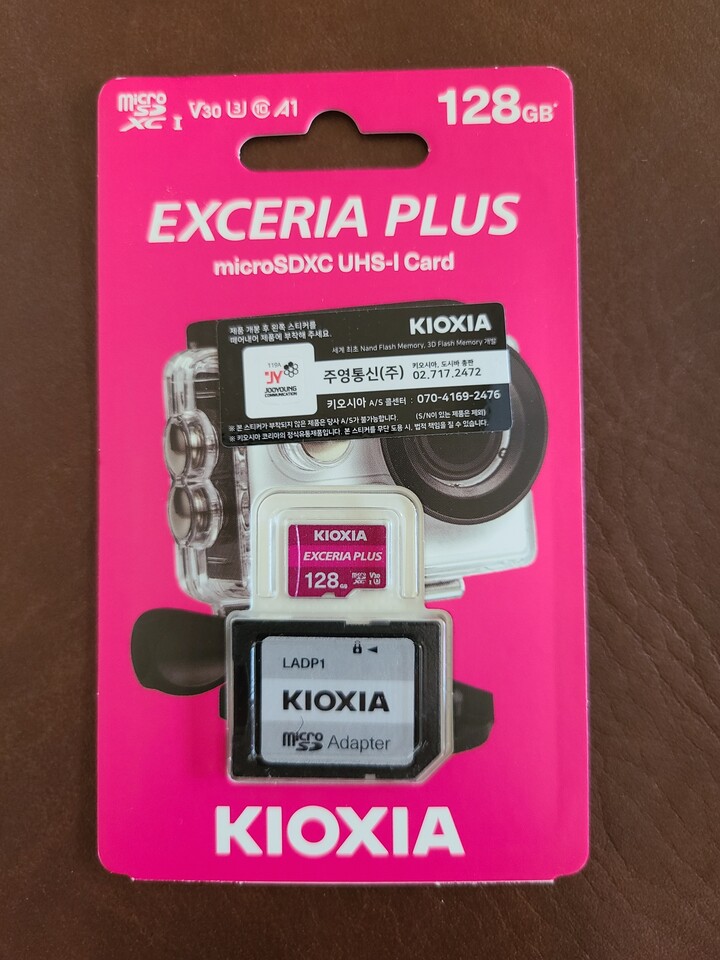 micro SD XC I V30 U3 C10 A1 128GB*
EXCERIA PLUS
microSDXC UHS-I Card
제품 개봉 후 왼쪽 스티커를
떼어내어 제품에 부착해 주세요.
KIOXIA
세계 최초 Nand Flash Memory, 3D Flash Memory 개발
119A
JY
JOOYOUNG
COMMUNICATION
주영통신(주)
키오시아, 도시바 총판
02.717.2472
키오시아 A/S 콜센터 : 070-4169-2476
※ 본 스티커가 부착되지 않은 제품은 당사 A/S가 불가능합니다. (S/N이 있는 제품은 제외)
※ 키오시아 코리아의 정식유통제품입니다. 본 스티커를 무단 도용 시, 법적 책임을 질 수 있습니다.
KIOXIA
EXCERIA PLUS
128GB micro SD XC I V30 U3
LADP1
KIOXIA
micro SD Adapter
KIOXIA